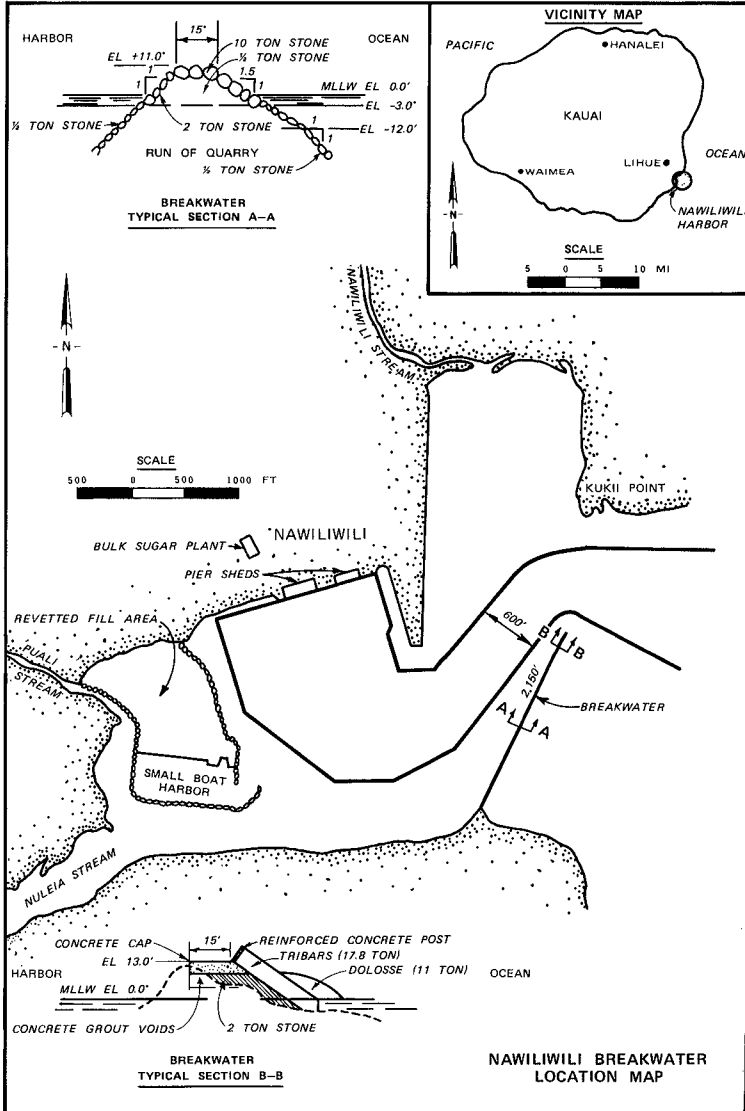 HARBOR
15'
10 TON STONE
½ TON STONE
OCEAN
EL +11.0'
1
1
1.5
1
MLLW EL 0.0'
EL -3.0'
½ TON STONE
2 TON STONE
EL -12.0'
1
1
RUN OF QUARRY
½ TON STONE
BREAKWATER
TYPICAL SECTION A-A
VICINITY MAP
PACIFIC
HANALEI
KAUAI
LIHUE
OCEAN
WAIMEA
-N-
NAWILIWILI
HARBOR
SCALE
5 0 5 10 MI
-N-
NAWILIWILI STREAM
SCALE
500 0 500 1000 FT
KUKII POINT
NAWILIWILI
BULK SUGAR PLANT
PIER SHEDS
REVETTED FILL AREA
600'
PUALI
STREAM
B B
2,150'
BREAKWATER
A A
SMALL BOAT
HARBOR
NULEIA STREAM
CONCRETE CAP
15'
REINFORCED CONCRETE POST
EL 13.0'
TRIBARS (17.8 TON)
HARBOR
DOLOSSE (11 TON)
OCEAN
MLLW EL 0.0'
CONCRETE GROUT VOIDS
2 TON STONE
BREAKWATER
TYPICAL SECTION B-B
NAWILIWILI BREAKWATER
LOCATION MAP